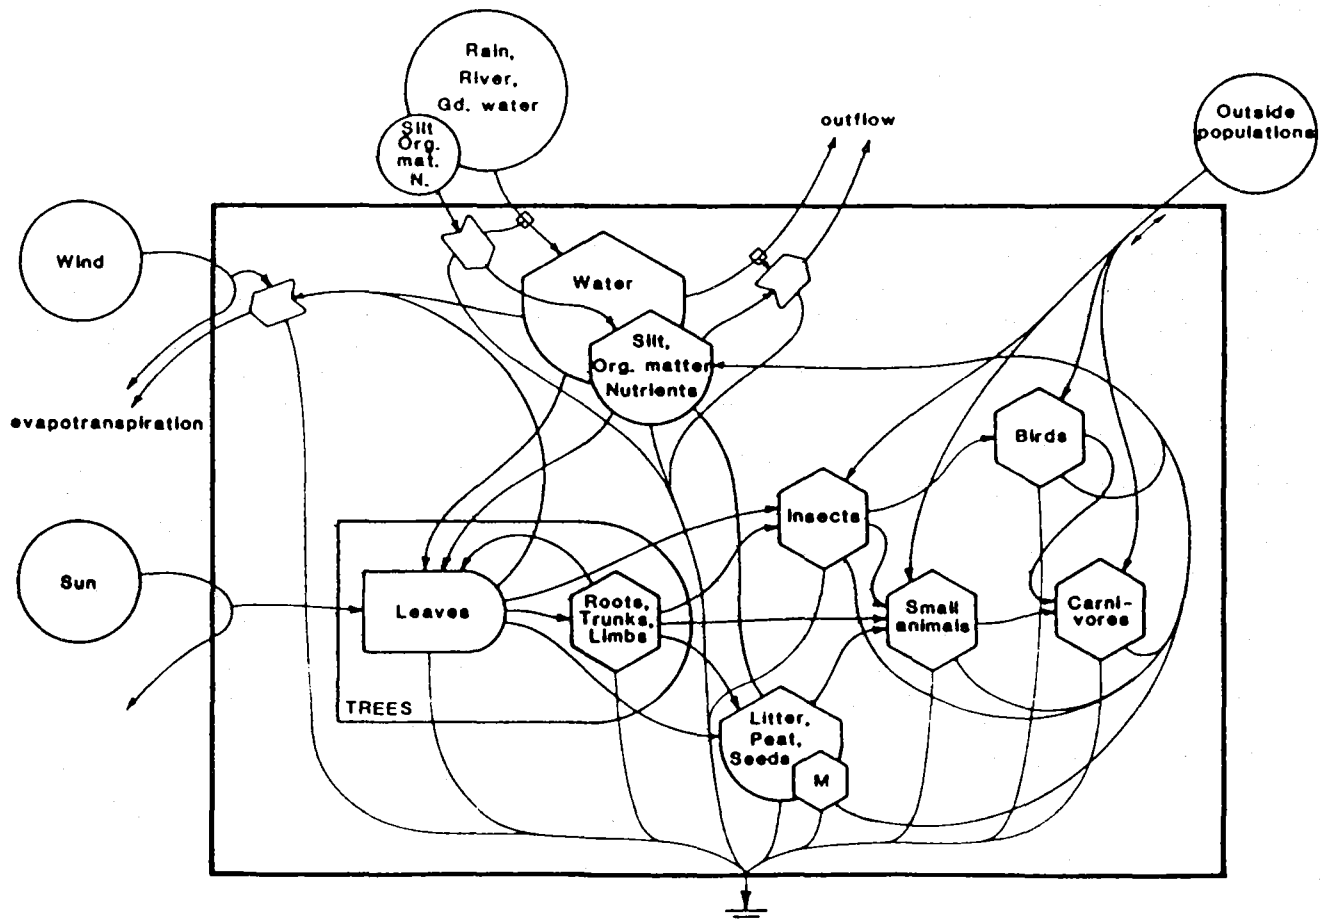 Rain,
River,
Gd. water
Silt
Org.
mat.
N.
outflow
Outside
populations
Wind
Water
Silt,
Org. matter
Nutrients
evapotranspiration
Birds
Insects
Sun
Leaves
Roots,
Trunks,
Limbs
Small
animals
Carni-
vores
TREES
Litter,
Peat,
Seeds
M